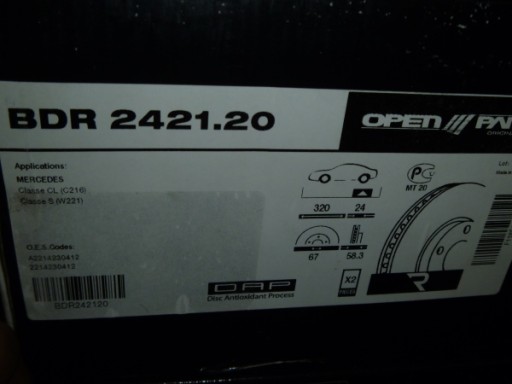 BDR 2421.20
OPEN /// PAR
Applications:
MERCEDES
Classe CL (C216)
Classe S (W221)
O.E.S. Codes:
A2214230412
2214230412
BDR242120
320
24
67
58.3
MT 20
DAP
Disc Antioxidant Process
X2